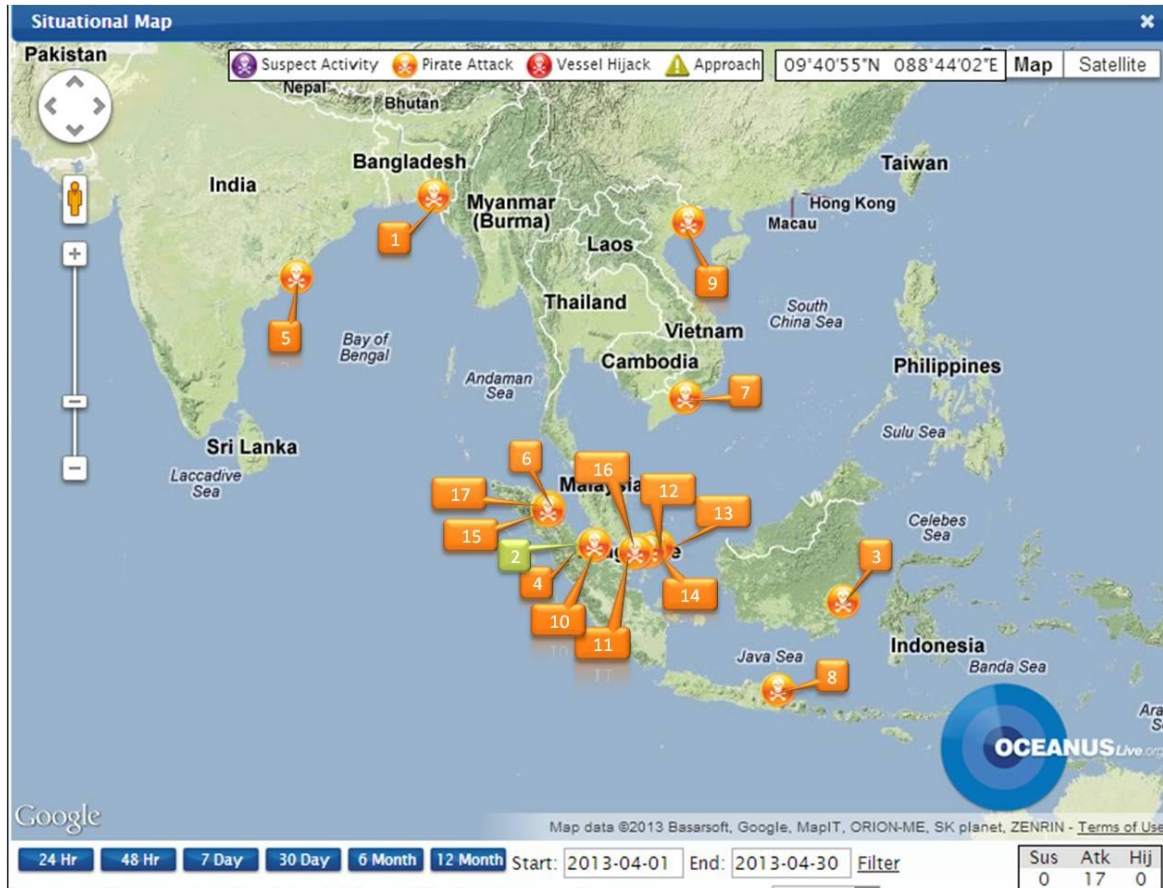 Situational Map
Pakistan
Suspect Activity Pirate Attack Vessel Hijack Approach
09°40'55"N 088°44'02"E Map Satellite
Nepal
Bhutan
Bangladesh
Taiwan
India
Myanmar
(Burma)
Hong Kong
Macau
1
Laos
9
5
Thailand
South
China Sea
Bay of
Bengal
Vietnam
Cambodia
Andaman
Sea
Philippines
7
Sulu Sea
Sri Lanka
Laccadive
Sea
6
16
Malaysia
12
17
13
15
Celebes
Sea
2
3
4
14
10
11
Java Sea
Indonesia
Banda Sea
8
OCEANUSLive.org
Google
Map data ©2013 Basarsoft, Google, MapIT, ORION-ME, SK planet, ZENRIN - Terms of Use
24 Hr 48 Hr 7 Day 30 Day 6 Month 12 Month Start: 2013-04-01 End: 2013-04-30 Filter
Sus Atk Hij
0 17 0